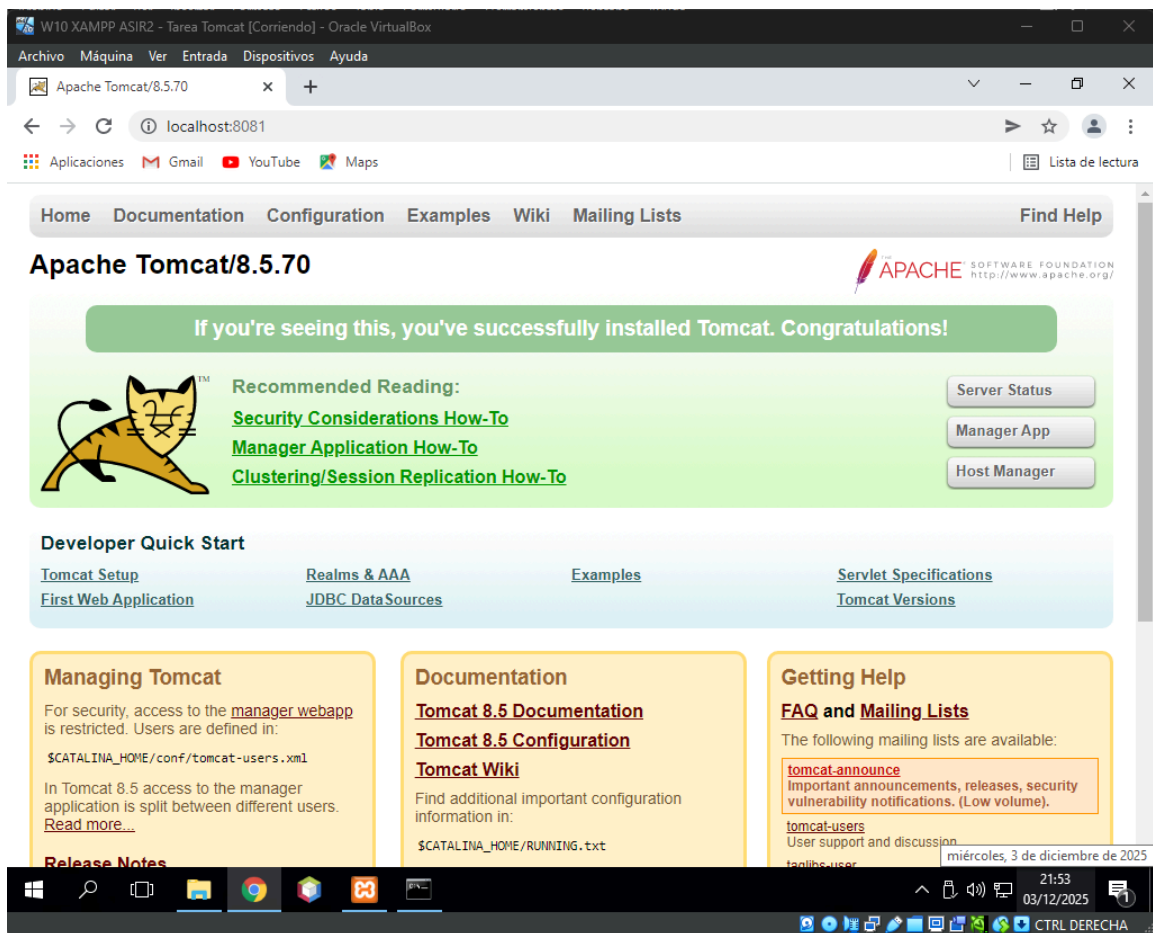 W10 XAMPP ASIR2 - Tarea Tomcat [Corriendo] - Oracle VirtualBox
Archivo Máquina Ver Entrada Dispositivos Ayuda
Apache Tomcat/8.5.70
localhost:8081
Aplicaciones Gmail YouTube Maps Lista de lectura
Home Documentation Configuration Examples Wiki Mailing Lists Find Help
Apache Tomcat/8.5.70
THE APACHE SOFTWARE FOUNDATION
http://www.apache.org/
If you're seeing this, you've successfully installed Tomcat. Congratulations!
TM
Recommended Reading:
Security Considerations How-To
Manager Application How-To
Clustering/Session Replication How-To
Server Status
Manager App
Host Manager
Developer Quick Start
Tomcat Setup Realms & AAA Examples Servlet Specifications
First Web Application JDBC DataSources Tomcat Versions
Managing Tomcat
For security, access to the manager webapp
is restricted. Users are defined in:
$CATALINA_HOME/conf/tomcat-users.xml
In Tomcat 8.5 access to the manager
application is split between different users.
Read more...
Release Notes
Documentation
Tomcat 8.5 Documentation
Tomcat 8.5 Configuration
Tomcat Wiki
Find additional important configuration
information in:
$CATALINA_HOME/RUNNING.txt
Getting Help
FAQ and Mailing Lists
The following mailing lists are available:
tomcat-announce
Important announcements, releases, security
vulnerability notifications. (Low volume).
tomcat-users
User support and discussion
taglibs-user
miércoles, 3 de diciembre de 2025
21:53
03/12/2025
1
CTRL DERECHA